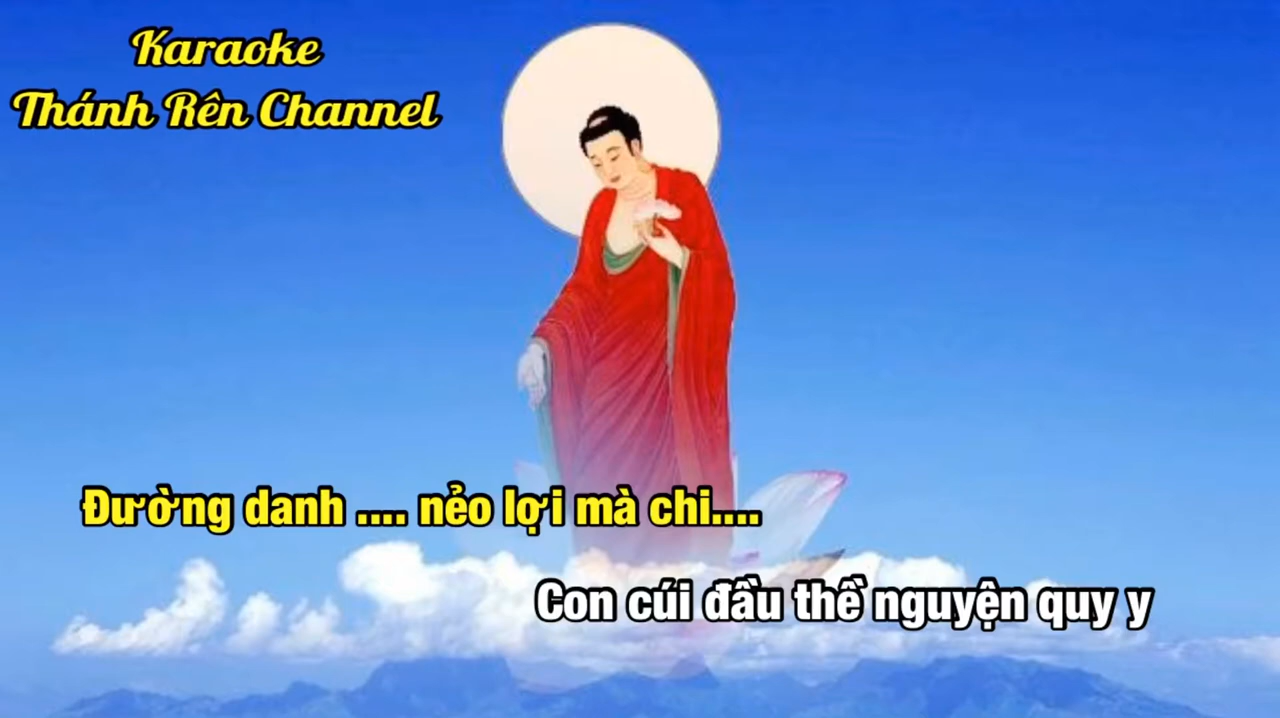 Karaoke
Thánh Rên Channel
Đường danh .... nẻo lợi mà chi....
Con cúi đầu thề nguyện quy y